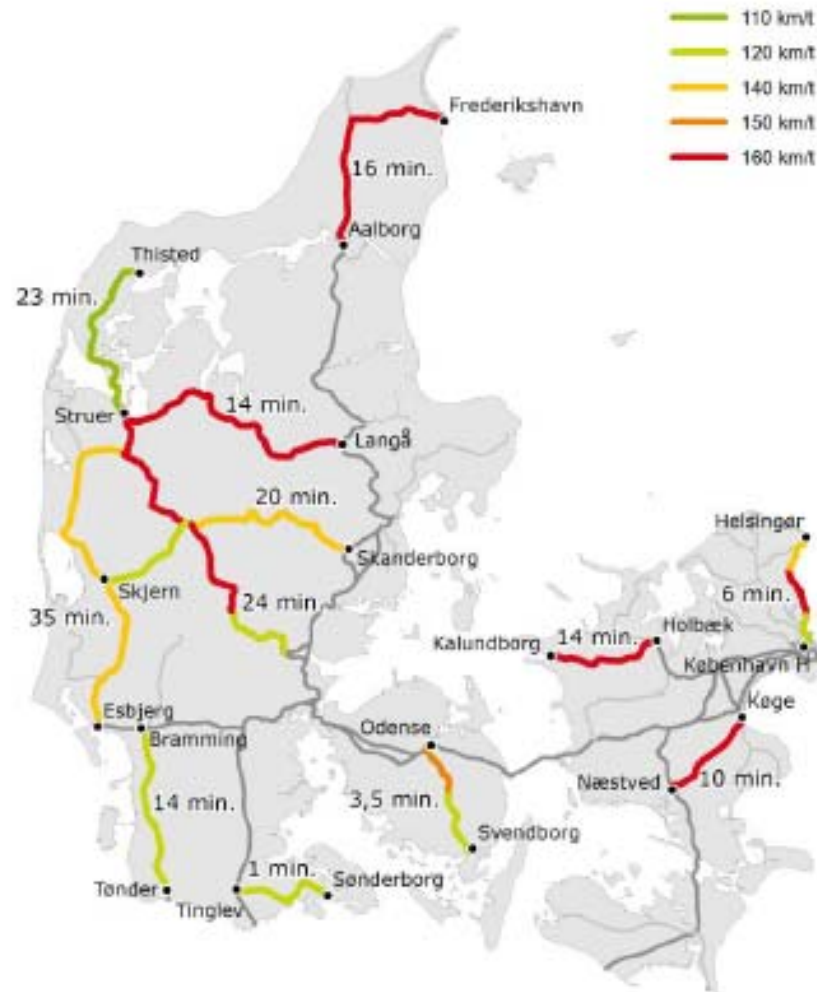 110 km/t
120 km/t
140 km/t
150 km/t
160 km/t
Frederikshavn
16 min.
Aalborg
Thisted
23 min.
Struer
14 min.
Langå
20 min.
Skanderborg
Helsingør
Skjern
24 min
35 min.
6 min.
Kalundborg
14 min.
Holbæk
København H
Køge
Esbjerg
Bramming
Odense
Næstved
10 min.
14 min.
3,5 min.
Svendborg
1 min.
Tønder
Tinglev
Sønderborg